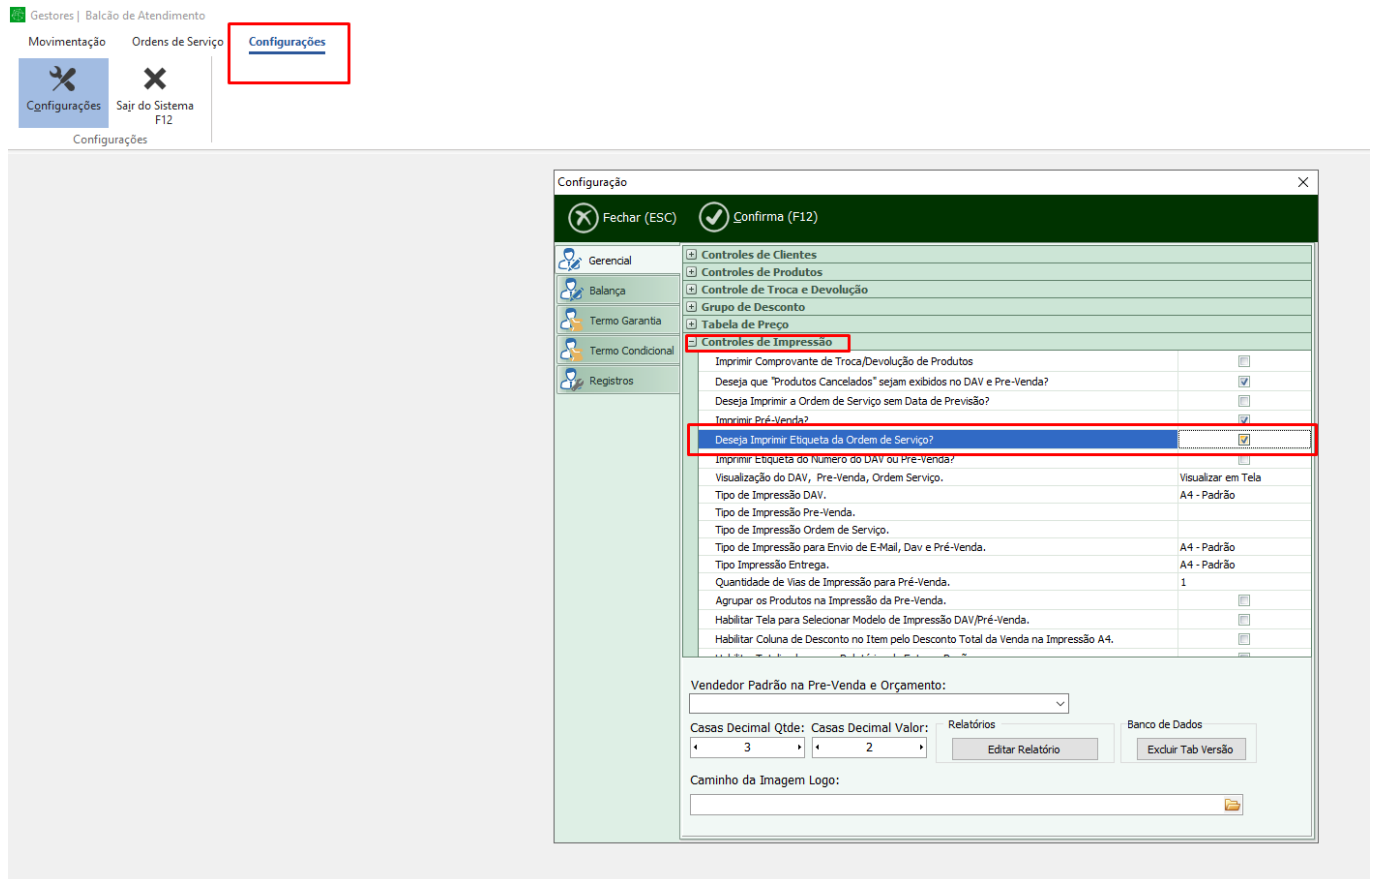 Gestores | Balcão de Atendimento
Movimentação Ordens de Serviço Configurações
Configurações Sair do Sistema F12
Configurações
Configuração
Fechar (ESC) Confirma (F12)
Gerencial
Balança
Termo Garantia
Termo Condicional
Registros
Controles de Clientes
Controles de Produtos
Controle de Troca e Devolução
Grupo de Desconto
Tabela de Preço
Controles de Impressão
Imprimir Comprovante de Troca/Devolução de Produtos
Deseja que "Produtos Cancelados" sejam exibidos no DAV e Pre-Venda?
Deseja Imprimir a Ordem de Serviço sem Data de Previsão?
Imprimir Pré-Venda?
Deseja Imprimir Etiqueta da Ordem de Serviço?
Imprimir Etiqueta do Numero do DAV ou Pre-Venda?
Visualização do DAV, Pre-Venda, Ordem Serviço. Visualizar em Tela
Tipo de Impressão DAV. A4 - Padrão
Tipo de Impressão Pre-Venda.
Tipo de Impressão Ordem de Serviço.
Tipo de Impressão para Envio de E-Mail, Dav e Pré-Venda. A4 - Padrão
Tipo Impressão Entrega. A4 - Padrão
Quantidade de Vias de Impressão para Pré-Venda. 1
Agrupar os Produtos na Impressão da Pre-Venda.
Habilitar Tela para Selecionar Modelo de Impressão DAV/Pré-Venda.
Habilitar Coluna de Desconto no Item pelo Desconto Total da Venda na Impressão A4.
Vendedor Padrão na Pre-Venda e Orçamento:
Casas Decimal Qtde: Casas Decimal Valor: Relatórios Banco de Dados
3 2 Editar Relatório Excluir Tab Versão
Caminho da Imagem Logo: